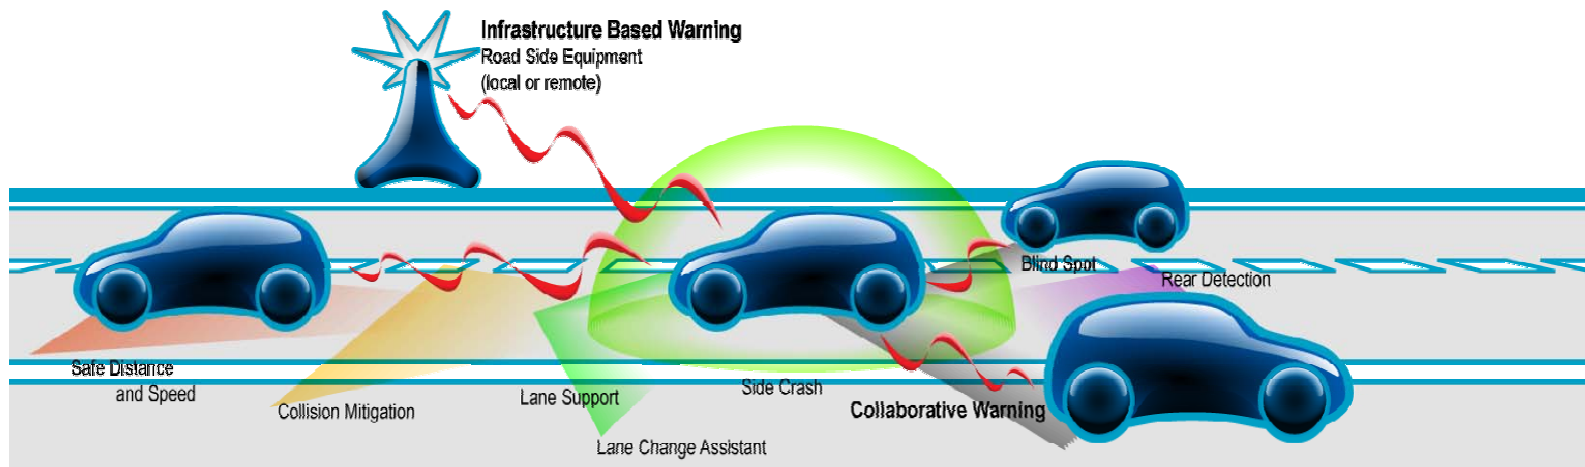 Infrastructure Based Warning
Road Side Equipment
(local or remote)
Blind Spot
Rear Detection
Safe Distance
and Speed
Collision Mitigation
Lane Support
Side Crash
Collaborative Warning
Lane Change Assistant